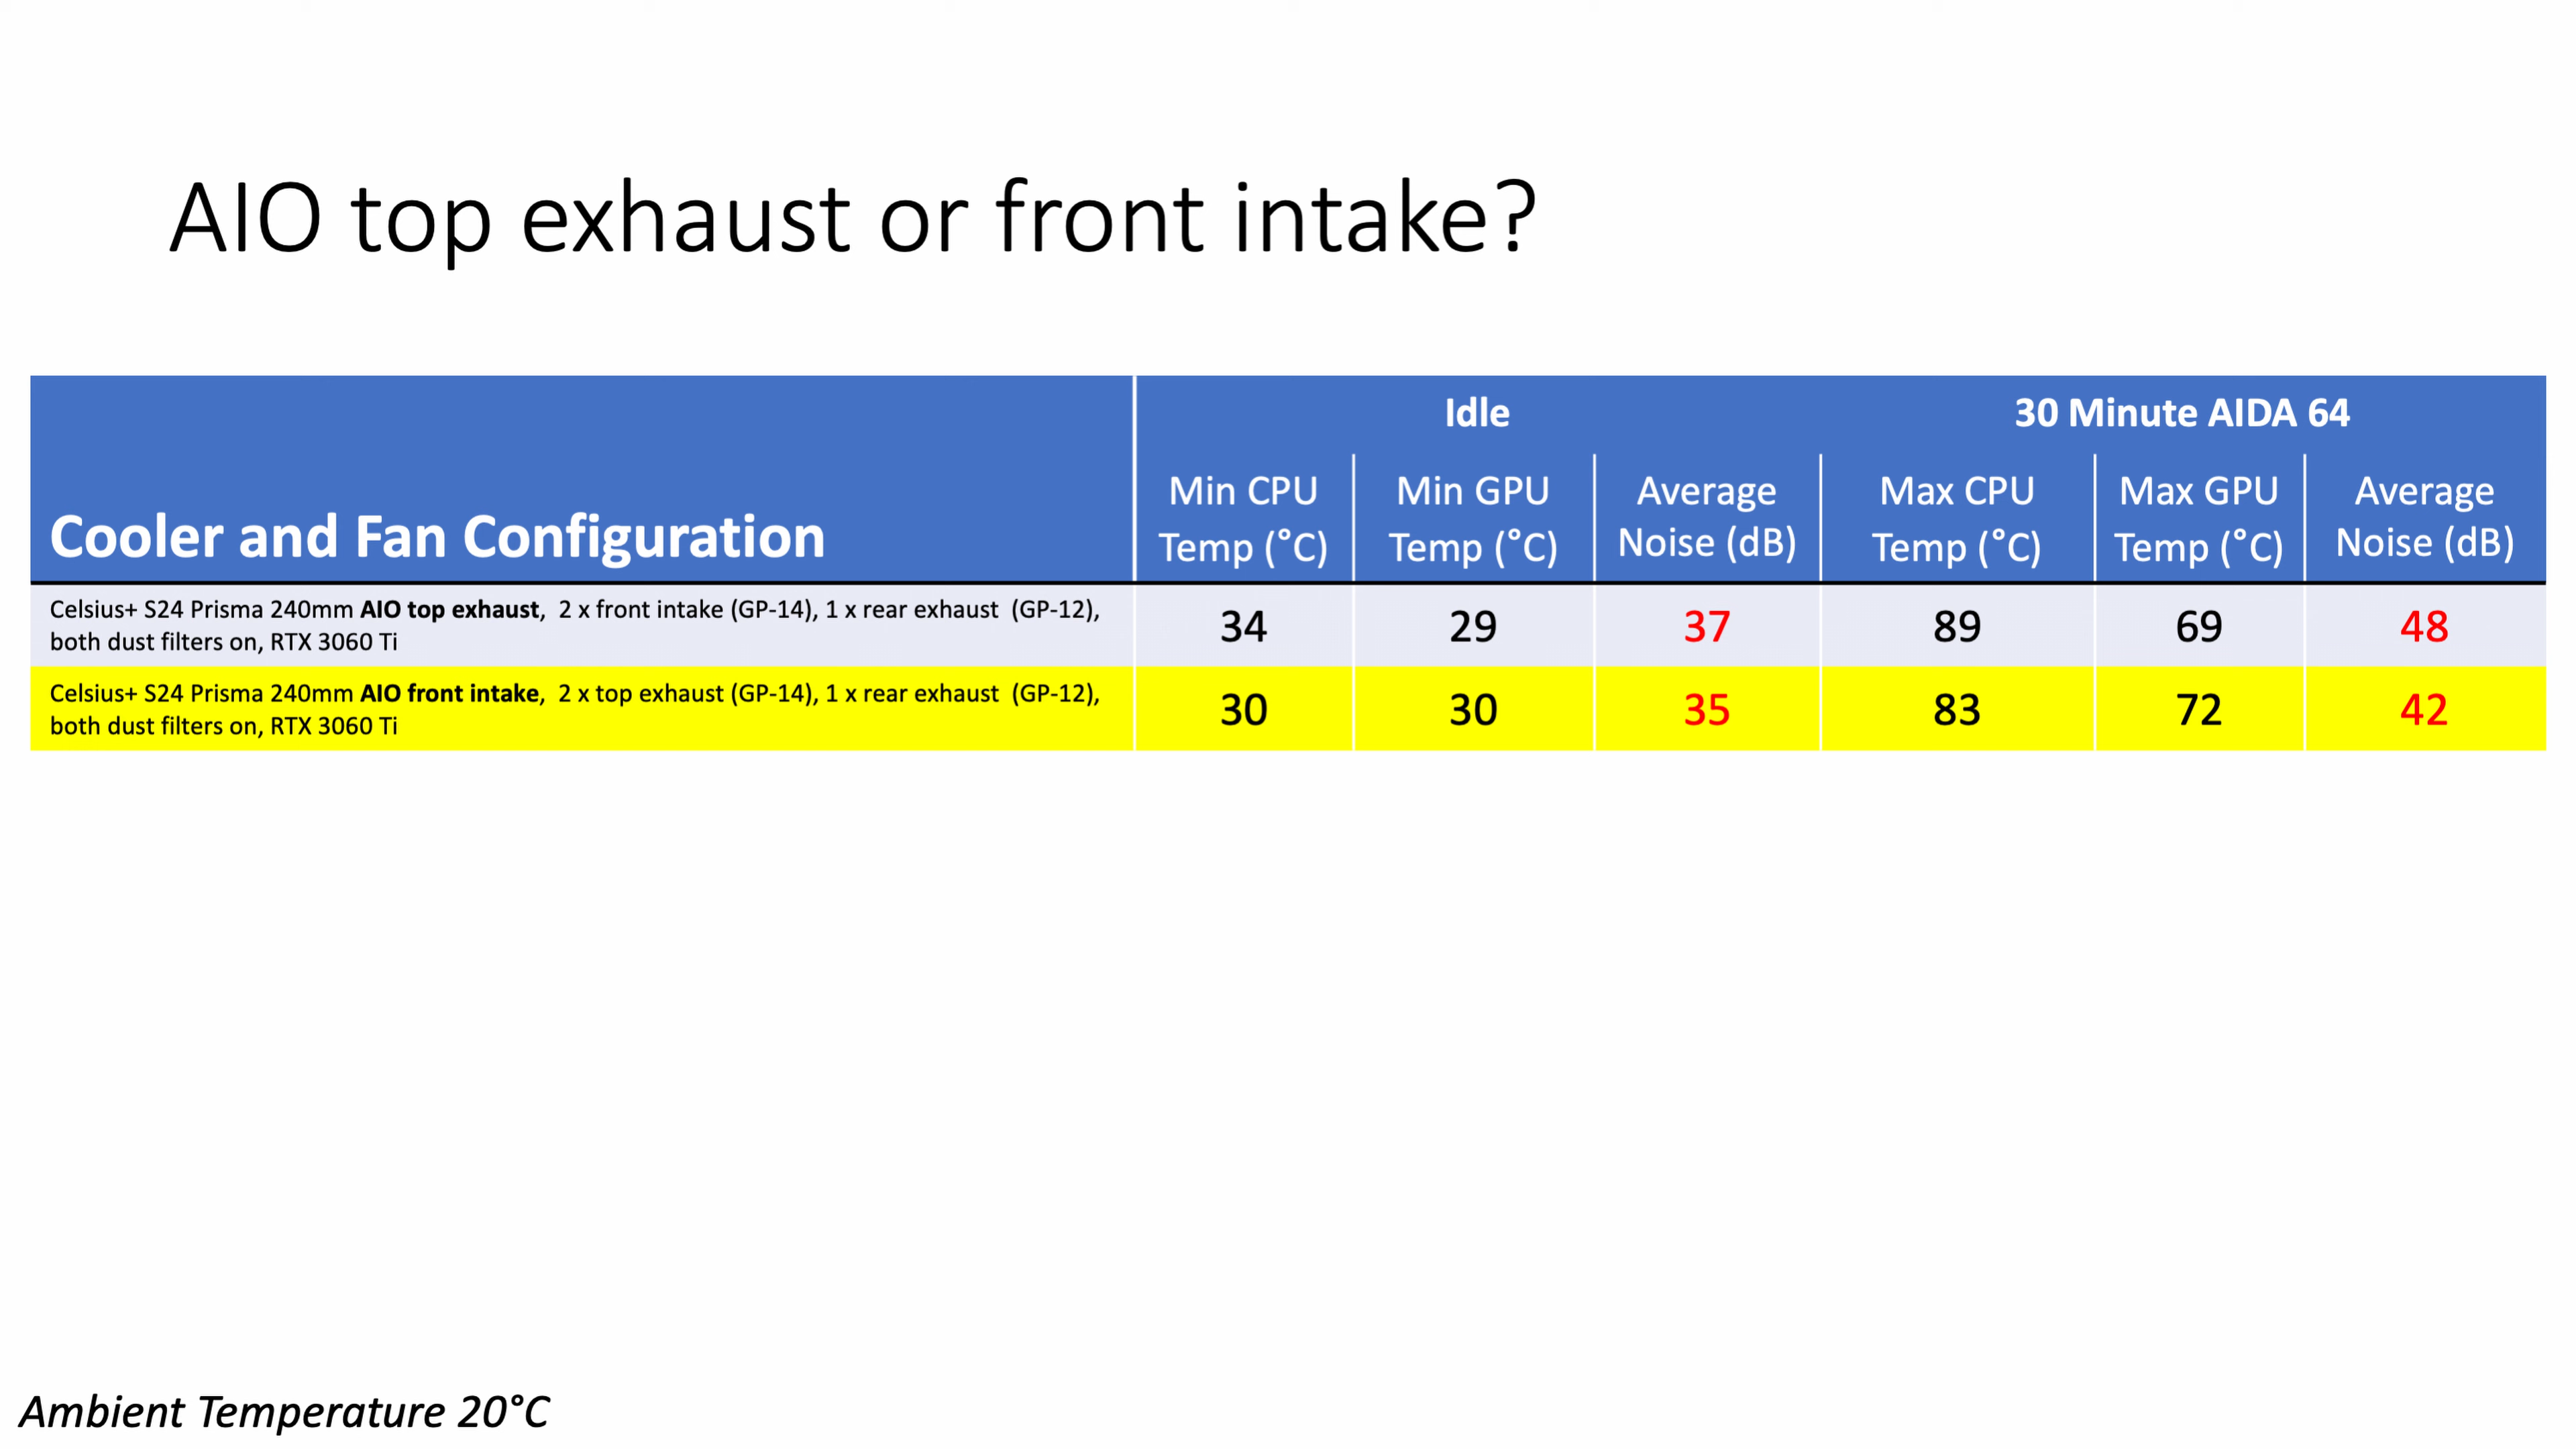 AIO top exhaust or front intake?
Idle
30 Minute AIDA 64
Cooler and Fan Configuration
Min CPU Temp (°C)
Min GPU Temp (°C)
Average Noise (dB)
Max CPU Temp (°C)
Max GPU Temp (°C)
Average Noise (dB)
Celsius+ S24 Prisma 240mm AIO top exhaust, 2 x front intake (GP-14), 1 x rear exhaust (GP-12),
both dust filters on, RTX 3060 Ti
34 29 37 89 69 48
Celsius+ S24 Prisma 240mm AIO front intake, 2 x top exhaust (GP-14), 1 x rear exhaust (GP-12),
both dust filters on, RTX 3060 Ti
30 30 35 83 72 42
Ambient Temperature 20°C